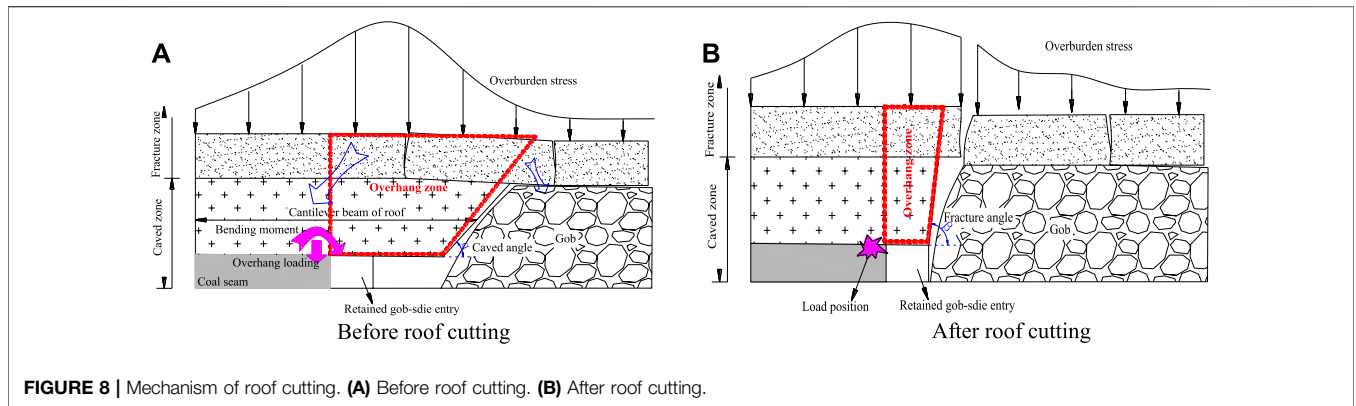 A
Overburden stress
Fracture zone
Caved zone
Overhang zone
Cantilever beam of roof
Bending moment
Caved angle
Gob
Overhang loading
Coal seam
Retained gob-sdie entry
Before roof cutting
B
Overburden stress
Fracture zone
Caved zone
Overhang zone
Fracture angle
Gob
Load position
Retained gob-sdie entry
After roof cutting
FIGURE 8 | Mechanism of roof cutting. (A) Before roof cutting. (B) After roof cutting.